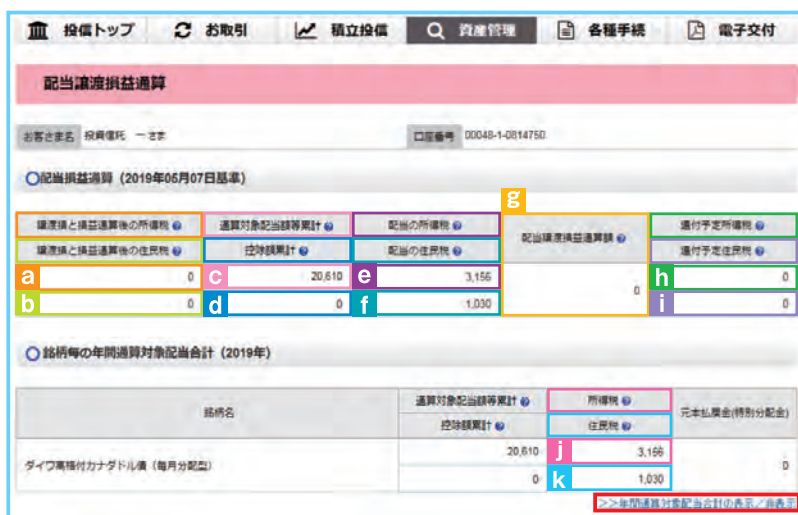 投信トップ お取引 積立投信 資産管理 各種手続 電子交付
配当譲渡損益通算
お客さま名 投資信託 一さま 口座番号 00048-1-0814750
配当損益通算（2019年05月07日基準）
g
譲渡損と損益通算後の所得税 通算対象配当額等累計 配当の所得税 配当譲渡損益通算額 還付予定所得税
譲渡損と損益通算後の住民税 控除額累計 配当の住民税 還付予定住民税
a 0 c 20,610 e 3,156 0 h 0
b 0 d 0 f 1,030 i 0
銘柄毎の年間通算対象配当合計（2019年）
銘柄名 通算対象配当額等累計 所得税 元本払戻金(特別分配金)
控除額累計 住民税
ダイワ高格付カナダドル債（毎月分配型） 20,610 j 3,156 0
0 k 1,030
>>年間通算対象配当合計の表示／非表示